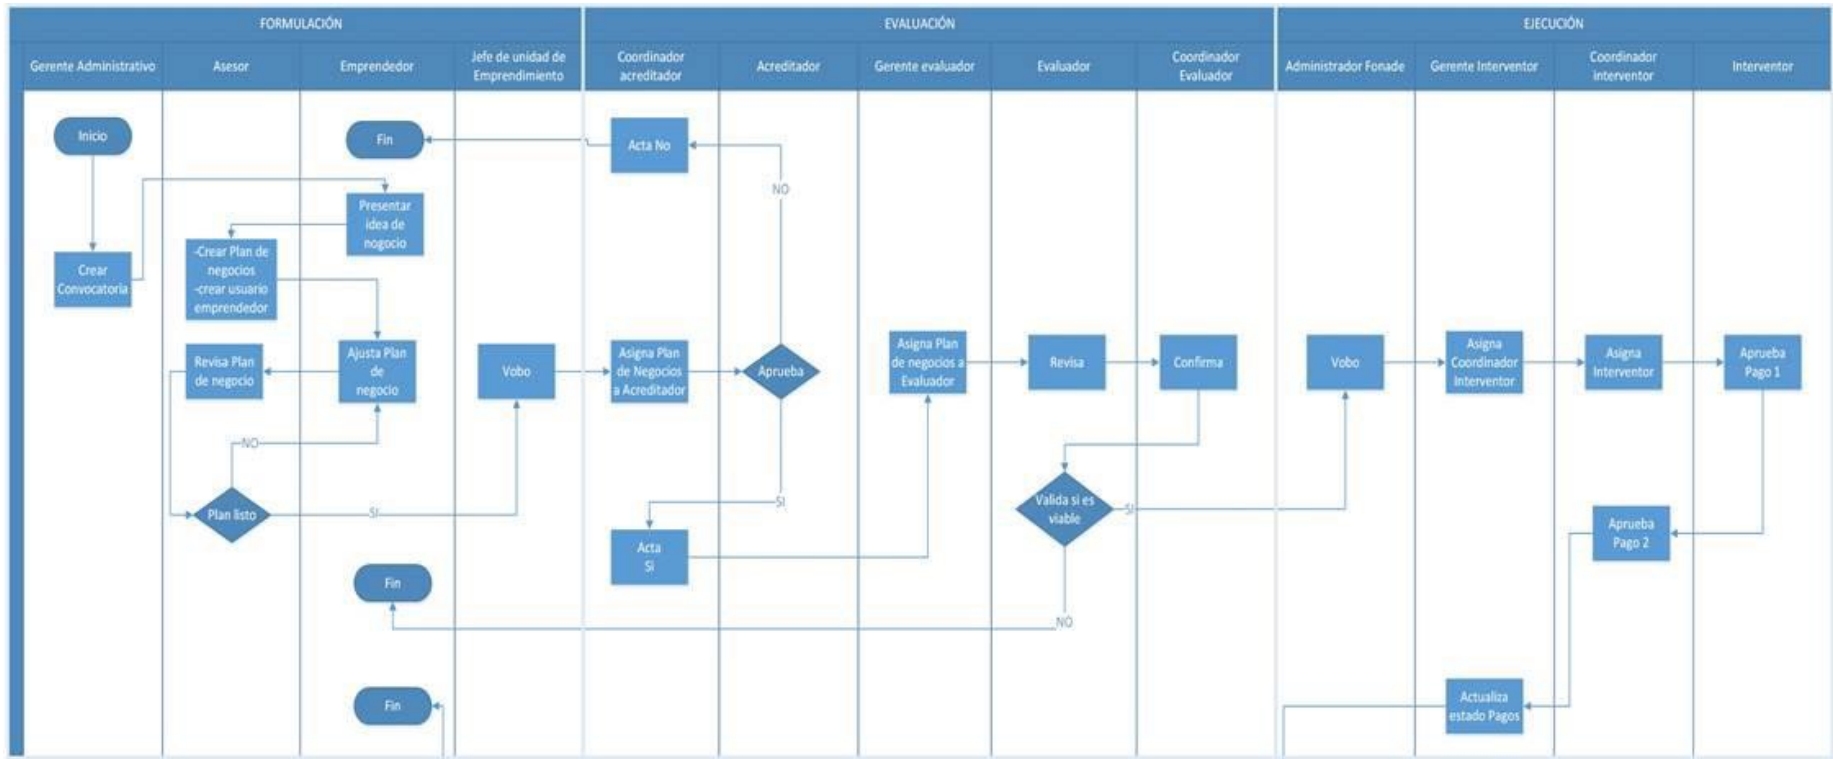 FORMULACIÓN
EVALUACIÓN
EJECUCIÓN
Gerente Administrativo
Asesor
Emprendedor
Jefe de unidad de
Emprendimiento
Coordinador
acreditador
Acreditador
Gerente evaluador
Evaluador
Coordinador
Evaluador
Administrador Fonade
Gerente Interventor
Coordinador
interventor
Interventor
Inicio
Fin
Acta No
NO
Presentar
idea de
nogocio
Crear
Convocatoria
-Crear Plan de
negocios
-crear usuario
emprendedor
Revisa Plan
de negocio
Ajusta Plan
de
negocio
Vobo
Asigna Plan
de Negocios
a Acreditador
Aprueba
Asigna Plan
de negocios a
Evaluador
Revisa
Confirma
Vobo
Asigna
Coordinador
Interventor
Asigna
Interventor
Aprueba
Pago 1
NO
Plan listo
SI
SI
Valida si es
viable
SI
Aprueba
Pago 2
Acta
Si
Fin
NO
Fin
Actualiza
estado Pagos